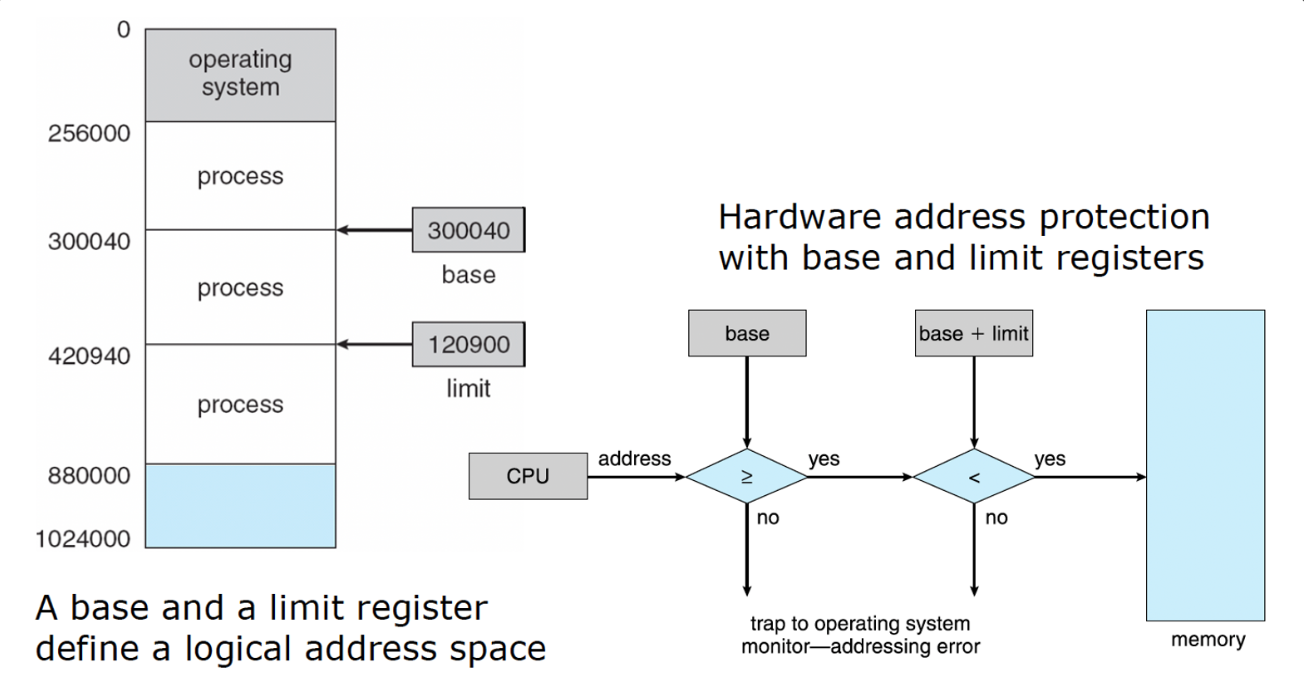 0
operating
system
256000
process
300040
300040
base
process
120900
limit
420940
process
880000
1024000
A base and a limit register
define a logical address space
Hardware address protection
with base and limit registers
base
base + limit
CPU
address
≥
yes
<
yes
no
no
trap to operating system
monitor—addressing error
memory